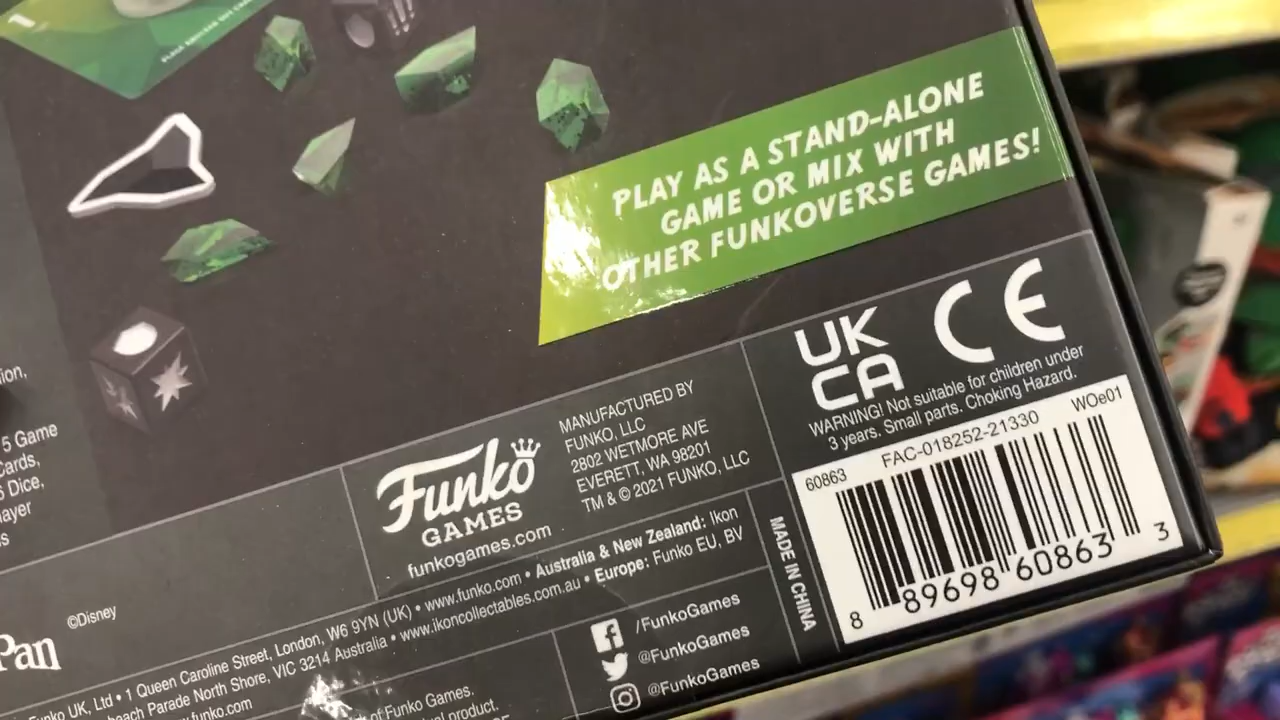 1
PLAY AS A STAND-ALONE
GAME OR MIX WITH
OTHER FUNKOVERSE GAMES!
UK
CA
CE
WARNING! Not suitable for children under
3 years. Small parts. Choking Hazard.
60863 FAC-018252-21330 WOe01
8 89698 60863 3
MADE IN CHINA
Funko
GAMES
funkogames.com
MANUFACTURED BY
FUNKO, LLC
2802 WETMORE AVE
EVERETT, WA 98201
TM & © 2021 FUNKO, LLC
5 Game
Cards,
Dice,
©Disney
Pan
Funko UK, Ltd • 1 Queen Caroline Street, London, W6 9YN (UK) • www.funko.com • Australia & New Zealand: Ikon
Parade North Shore, VIC 3214 Australia • www.ikoncollectables.com.au • Europe: Funko EU, BV
of Funko Games.
product.
/FunkoGames
@FunkoGames
@FunkoGames